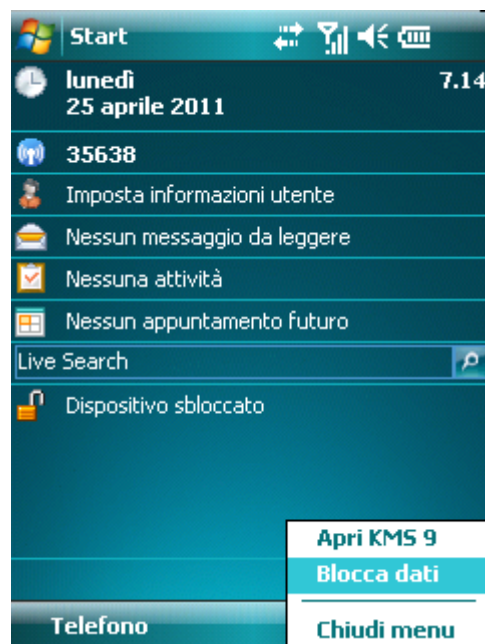 Start
lunedì 7.14
25 aprile 2011
35638
Imposta informazioni utente
Nessun messaggio da leggere
Nessuna attività
Nessun appuntamento futuro
Live Search
Dispositivo sbloccato
Apri KMS 9
Blocca dati
Telefono
Chiudi menu